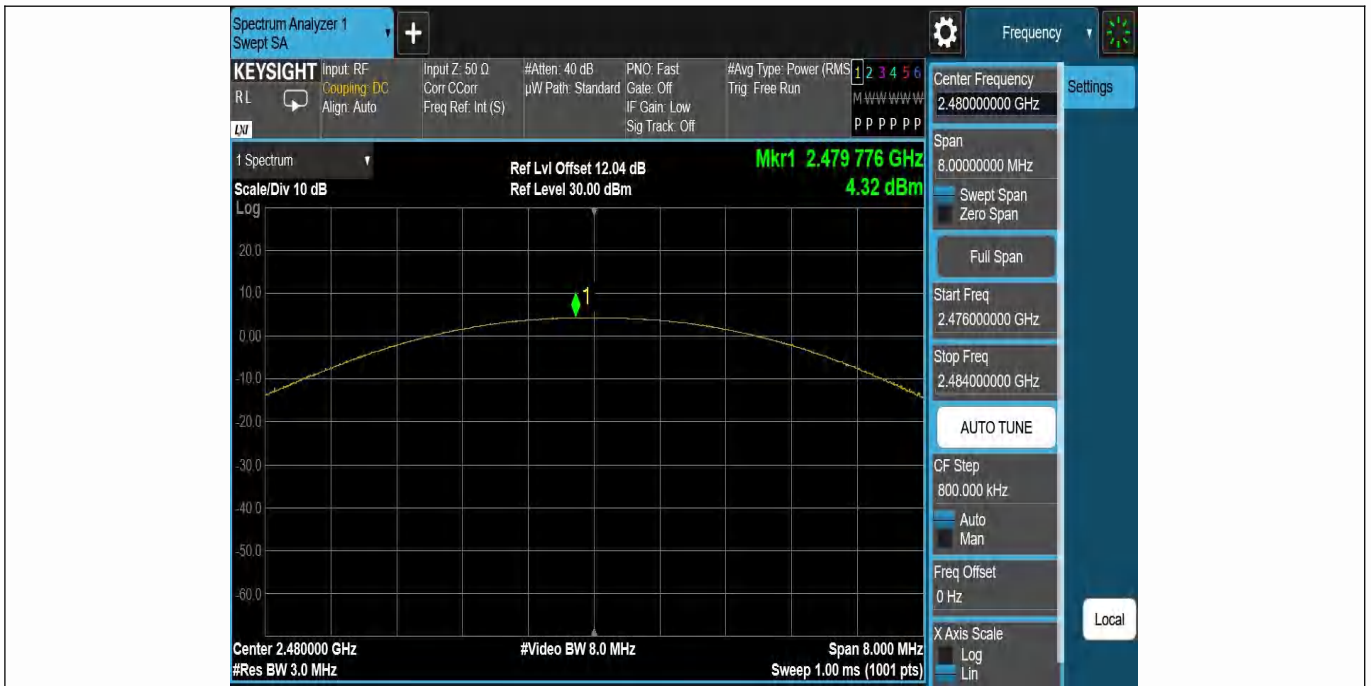 Spectrum Analyzer 1
Swept SA
+
Frequency
KEYSIGHT
RL
LXI
Input: RF
Coupling: DC
Align: Auto
Input Z: 50 Ω
Corr CCorr
Freq Ref: Int (S)
#Atten: 40 dB
µW Path: Standard
PNO: Fast
Gate: Off
IF Gain: Low
Sig Track: Off
#Avg Type: Power (RMS
Trig: Free Run
1 2 3 4 5 6
M W W W W W
P P P P P P
1 Spectrum
Scale/Div 10 dB
Log
Ref Lvl Offset 12.04 dB
Ref Level 30.00 dBm
Mkr1 2.479 776 GHz
4.32 dBm
20.0
10.0
0.00
-10.0
-20.0
-30.0
-40.0
-50.0
-60.0
1
Center 2.480000 GHz
#Res BW 3.0 MHz
#Video BW 8.0 MHz
Span 8.000 MHz
Sweep 1.00 ms (1001 pts)
Center Frequency
2.480000000 GHz
Settings
Span
8.00000000 MHz
Swept Span
Zero Span
Full Span
Start Freq
2.476000000 GHz
Stop Freq
2.484000000 GHz
AUTO TUNE
CF Step
800.000 kHz
Auto
Man
Freq Offset
0 Hz
X Axis Scale
Log
Lin
Local